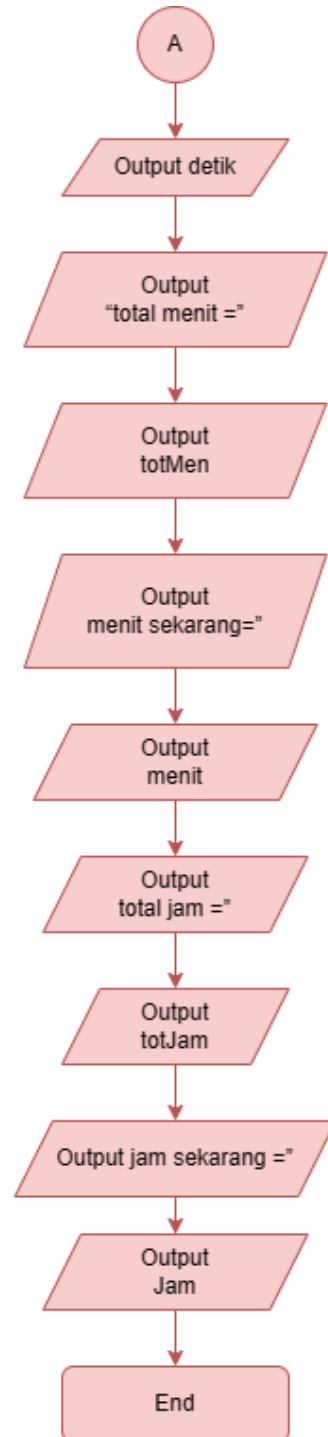 A
Output detik
Output
“total menit =”
Output
totMen
Output
menit sekarang=”
Output
menit
Output
total jam =”
Output
totJam
Output jam sekarang =”
Output
Jam
End